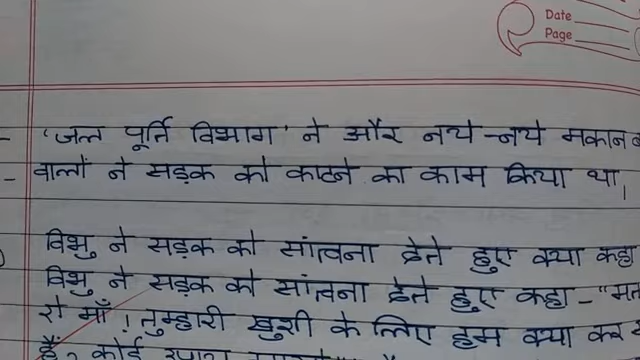 Date
Page
- 'जल पूर्ति विभाग' ने और नये-नये मकान
- वालों ने सड़क को काटने का काम किया था।
विभु ने सड़क को सांत्वना देते हुए क्या कहा
विभु ने सड़क को सांत्वना देते हुए कहा - "मत
रो माँ! तुम्हारी खुशी के लिए हम क्या कर
हैं? कोई